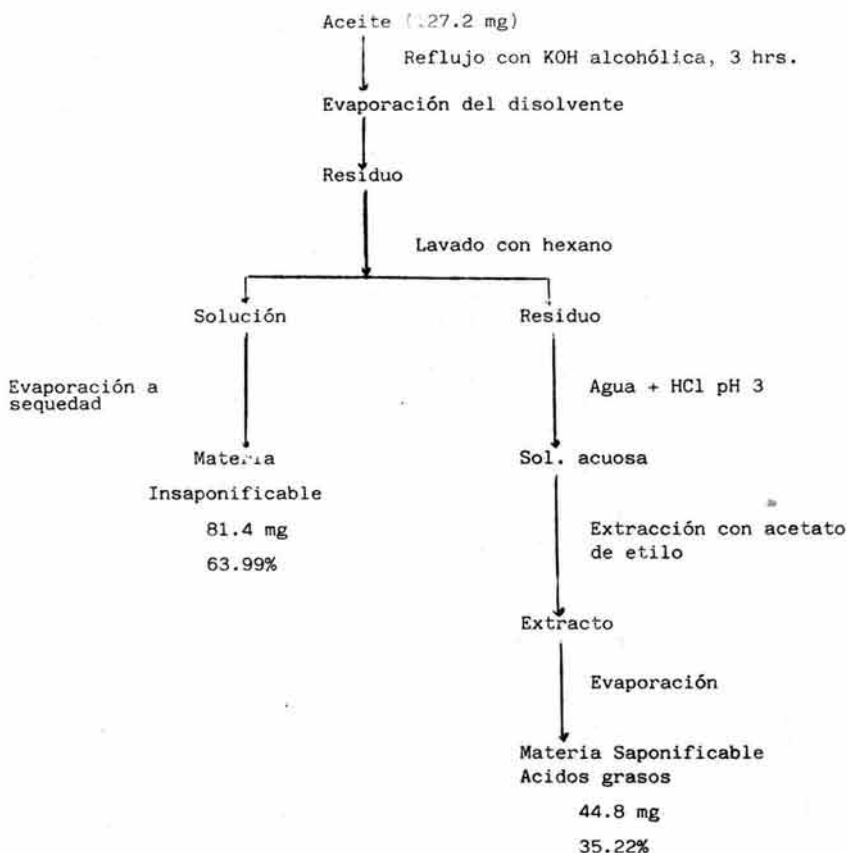 Aceite (127.2 mg)
Reflujo con KOH alcohólica, 3 hrs.
Evaporación del disolvente
Residuo
Lavado con hexano
Solución
Residuo
Evaporación a
sequedad
Agua + HCl pH 3
Materia
Insaponificable
81.4 mg
63.99%
Sol. acuosa
Extracción con acetato
de etilo
Extracto
Evaporación
Materia Saponificable
Acidos grasos
44.8 mg
35.22%